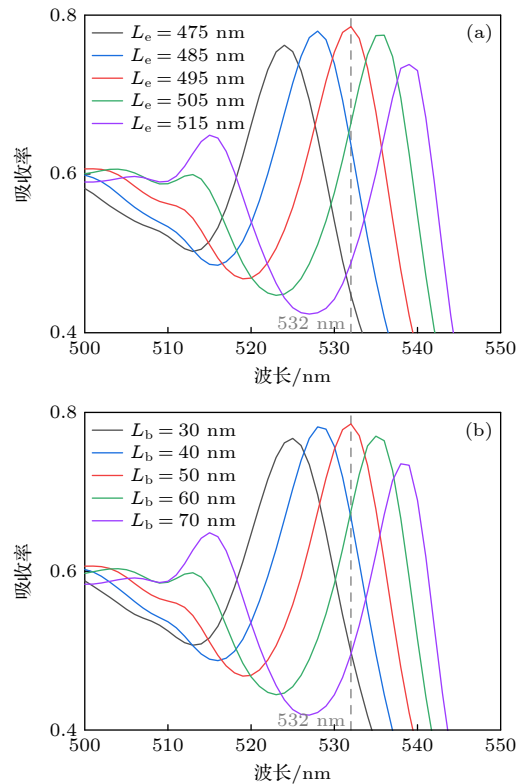 0.8
(a)
Lₑ = 475 nm
Lₑ = 485 nm
Lₑ = 495 nm
Lₑ = 505 nm
Lₑ = 515 nm
0.6
吸收率
532 nm
0.4
500 510 520 530 540 550
波长/nm
0.8
(b)
L_b = 30 nm
L_b = 40 nm
L_b = 50 nm
L_b = 60 nm
L_b = 70 nm
0.6
吸收率
532 nm
0.4
500 510 520 530 540 550
波长/nm